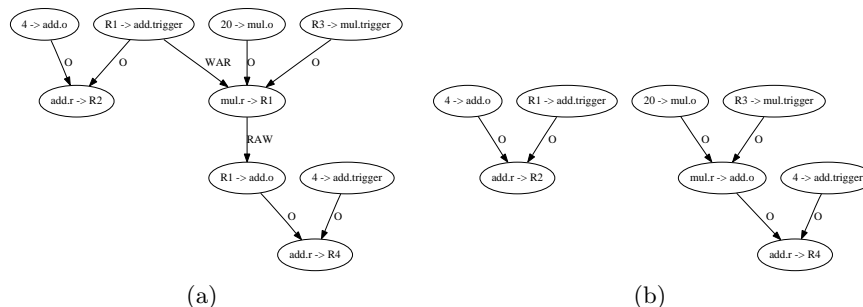 4 -> add.o R1 -> add.trigger 20 -> mul.o R3 -> mul.trigger
O O WAR O O
add.r -> R2 mul.r -> R1
RAW
R1 -> add.o 4 -> add.trigger
O O
add.r -> R4
(a)
4 -> add.o R1 -> add.trigger 20 -> mul.o R3 -> mul.trigger
O O O O
add.r -> R2 mul.r -> add.o 4 -> add.trigger
O O
add.r -> R4
(b)